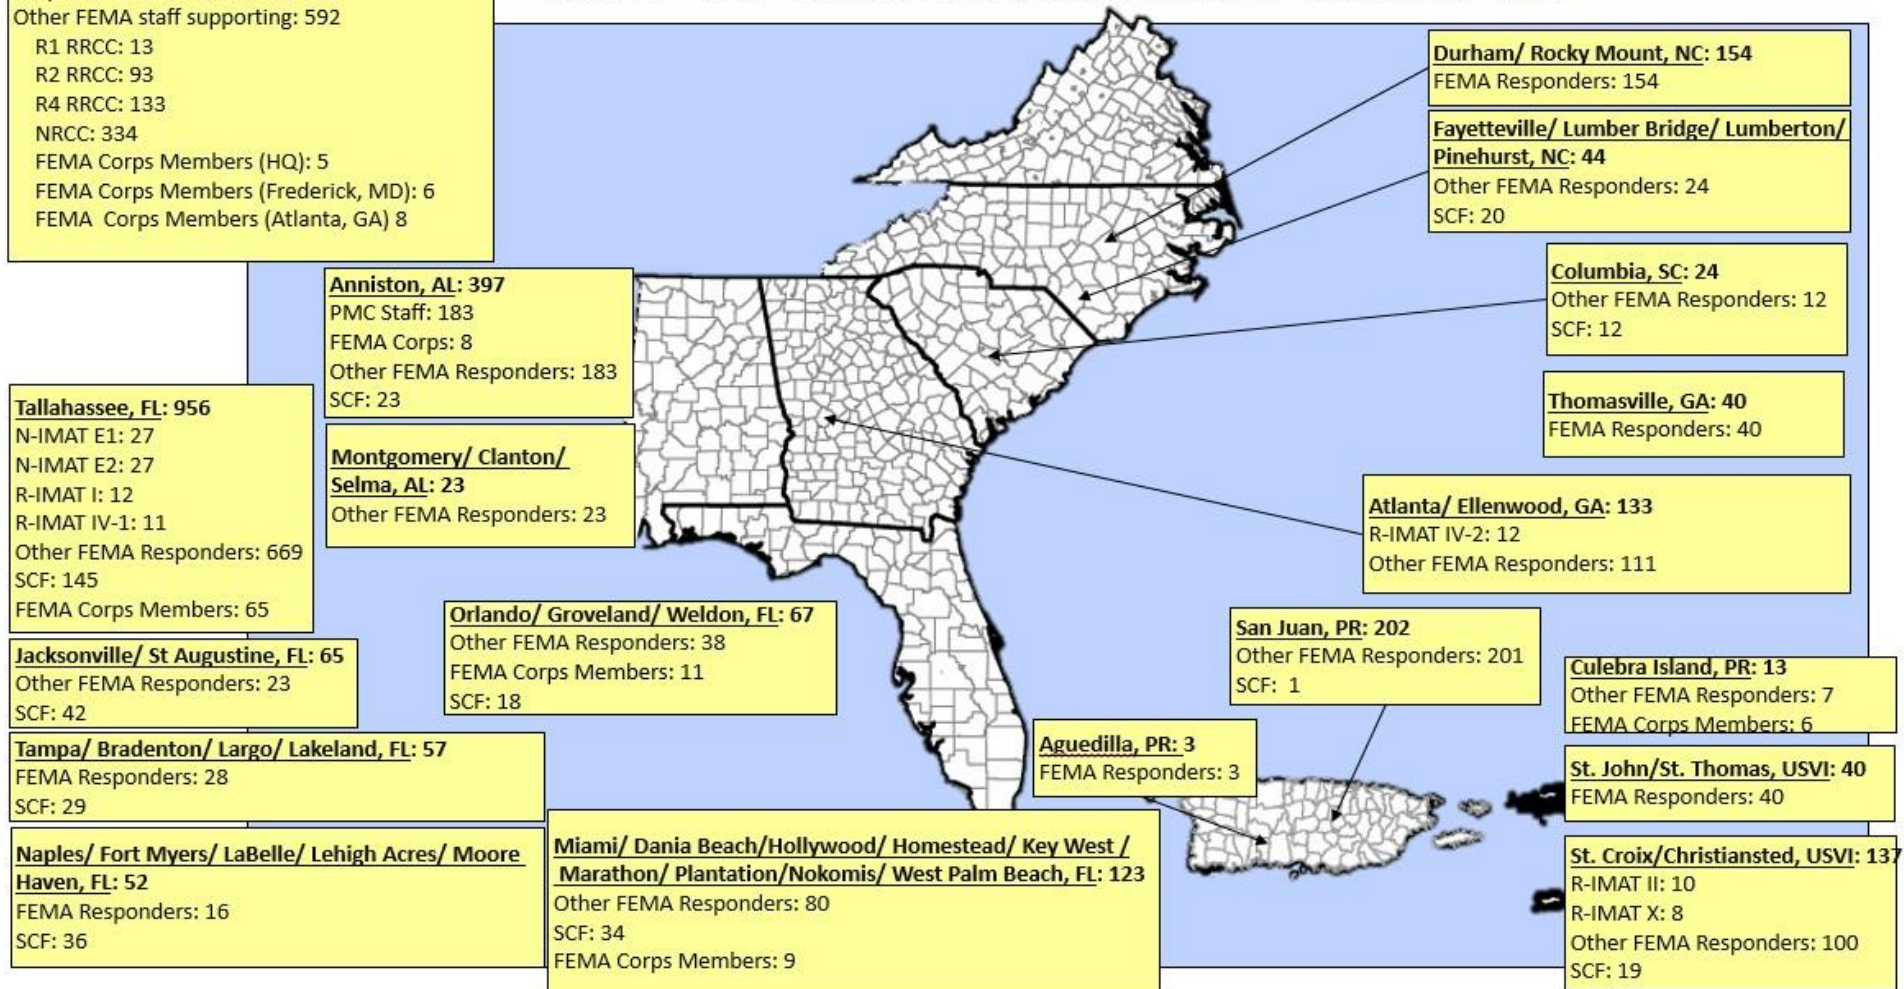 Other FEMA staff supporting: 592
R1 RRCC: 13
R2 RRCC: 93
R4 RRCC: 133
NRCC: 334
FEMA Corps Members (HQ): 5
FEMA Corps Members (Frederick, MD): 6
FEMA  Corps Members (Atlanta, GA) 8
Durham/ Rocky Mount, NC: 154
FEMA Responders: 154
Fayetteville/ Lumber Bridge/ Lumberton/
Pinehurst, NC: 44
Other FEMA Responders: 24
SCF: 20
Columbia, SC: 24
Other FEMA Responders: 12
SCF: 12
Anniston, AL: 397
PMC Staff: 183
FEMA Corps: 8
Other FEMA Responders: 183
SCF: 23
Thomasville, GA: 40
FEMA Responders: 40
Tallahassee, FL: 956
N-IMAT E1: 27
N-IMAT E2: 27
R-IMAT I: 12
R-IMAT IV-1: 11
Other FEMA Responders: 669
SCF: 145
FEMA Corps Members: 65
Montgomery/ Clanton/
Selma, AL: 23
Other FEMA Responders: 23
Atlanta/ Ellenwood, GA: 133
R-IMAT IV-2: 12
Other FEMA Responders: 111
Orlando/ Groveland/ Weldon, FL: 67
Other FEMA Responders: 38
FEMA Corps Members: 11
SCF: 18
San Juan, PR: 202
Other FEMA Responders: 201
SCF:  1
Jacksonville/ St Augustine, FL: 65
Other FEMA Responders: 23
SCF: 42
Culebra Island, PR: 13
Other FEMA Responders: 7
FEMA Corps Members: 6
Aguedilla, PR: 3
FEMA Responders: 3
Tampa/ Bradenton/ Largo/ Lakeland, FL: 57
FEMA Responders: 28
SCF: 29
St. John/St. Thomas, USVI: 40
FEMA Responders: 40
Naples/ Fort Myers/ LaBelle/ Lehigh Acres/ Moore
Haven, FL: 52
FEMA Responders: 16
SCF: 36
Miami/ Dania Beach/Hollywood/ Homestead/ Key West /
Marathon/ Plantation/Nokomis/ West Palm Beach, FL: 123
Other FEMA Responders: 80
SCF: 34
FEMA Corps Members: 9
St. Croix/Christiansted, USVI: 137
R-IMAT II: 10
R-IMAT X: 8
Other FEMA Responders: 100
SCF: 19